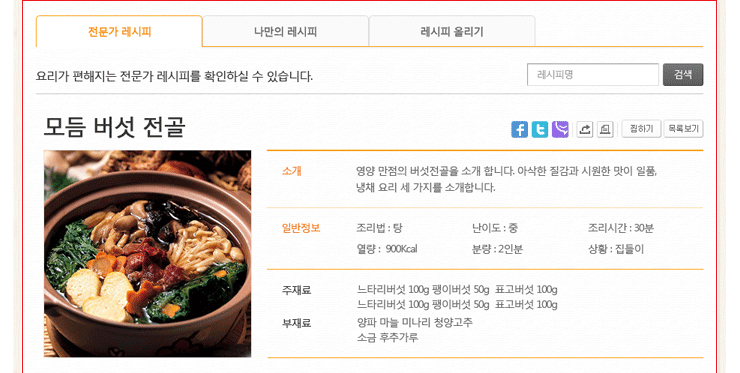 전문가 레시피
나만의 레시피
레시피 올리기
요리가 편해지는 전문가 레시피를 확인하실 수 있습니다.
레시피명
검색
모듬 버섯 전골
찜하기
목록보기
소개
영양 만점의 버섯전골을 소개 합니다. 아삭한 질감과 시원한 맛이 일품,
냉채 요리 세 가지를 소개합니다.
일반정보
조리법 : 탕 난이도 : 중 조리시간 : 30분
열량 : 900Kcal 분량 : 2인분 상황 : 집들이
주재료
느타리버섯 100g 팽이버섯 50g 표고버섯 100g
느타리버섯 100g 팽이버섯 50g 표고버섯 100g
부재료
양파 마늘 미나리 청양고주
소금 후주가루